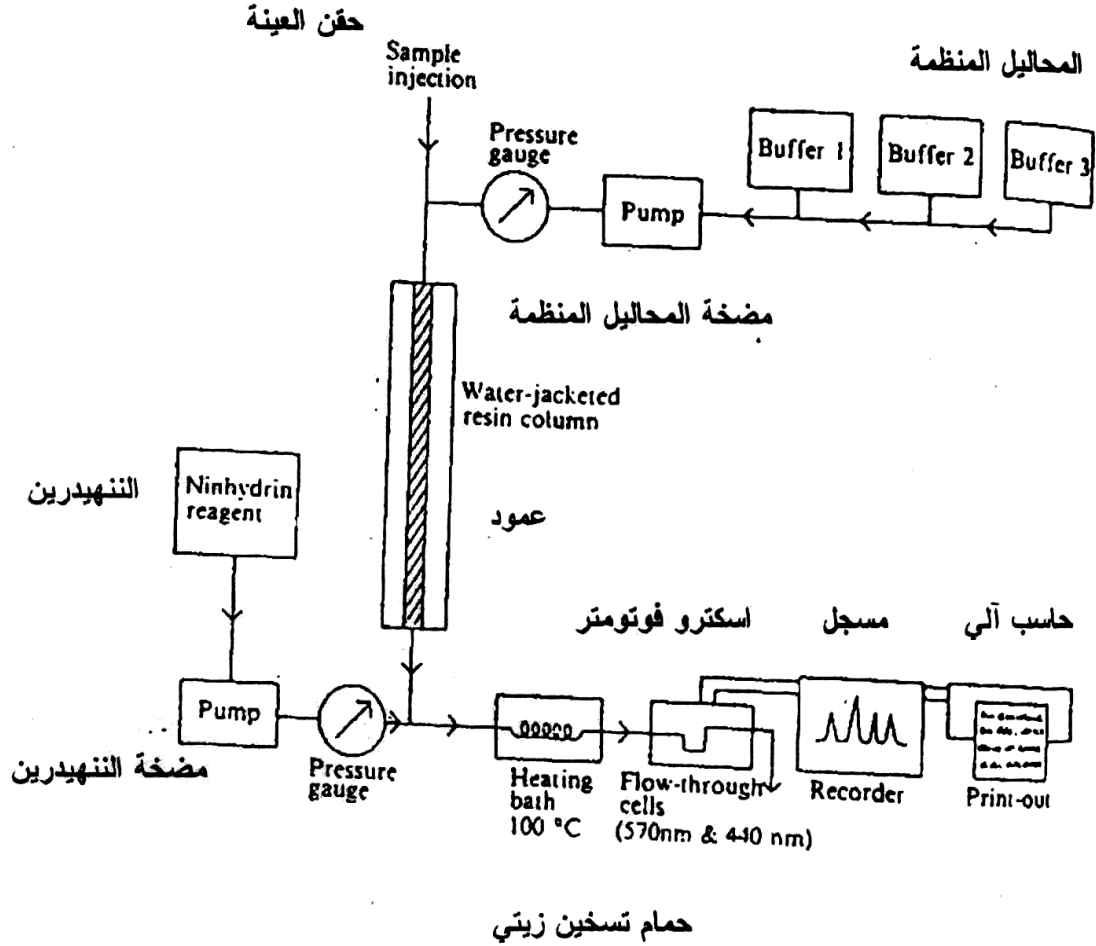 حقن العينة
Sample
injection
المحاليل المنظمة
Pressure
gauge
Buffer 1
Buffer 2
Buffer 3
Pump
مضخة المحاليل المنظمة
Water-jacketed
resin column
الننهيدرين
Ninhydrin
reagent
عمود
اسكترو فوتومتر
مسجل
حاسب آلي
Pump
مضخة الننهيدرين
Pressure
gauge
Heating
bath
100 °C
Flow-through
cells
(570nm & 440 nm)
Recorder
Print-out
حمام تسخين زيتي